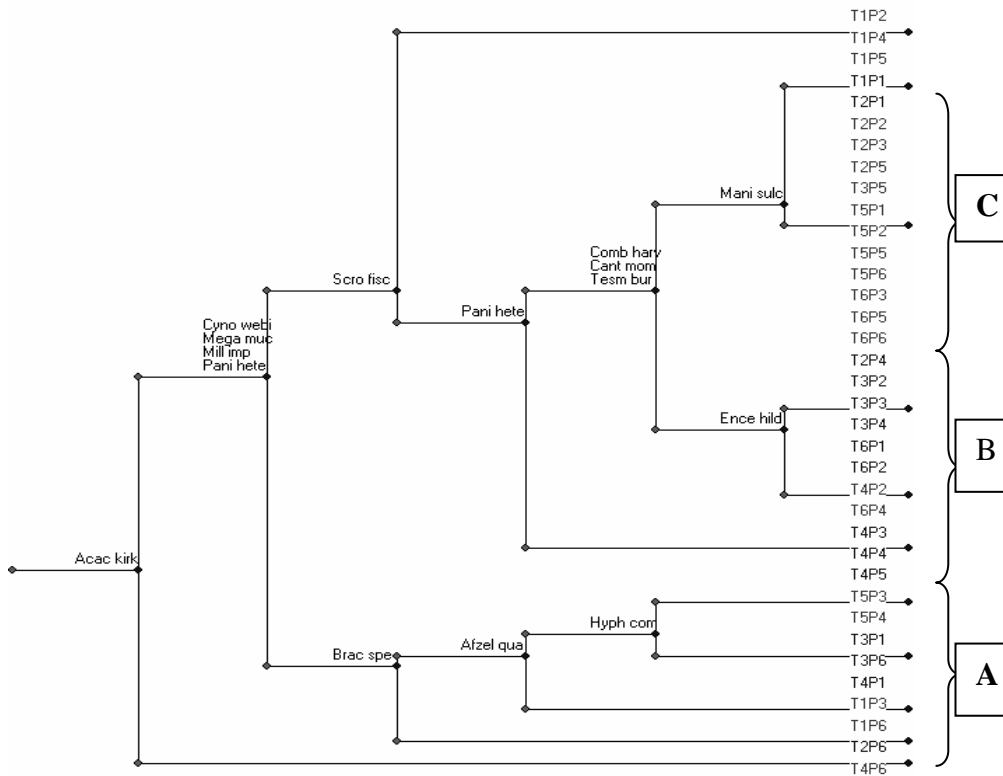 T1P2
T1P4
T1P5
T1P1
T2P1
T2P2
T2P3
T2P5
T3P5
T5P1
T5P2
T5P5
T5P6
T6P3
T6P5
T6P6
T2P4
T3P2
T3P3
T3P4
T6P1
T6P2
T4P2
T6P4
T4P3
T4P4
T4P5
T5P3
T5P4
T3P1
T3P6
T4P1
T1P3
T1P6
T2P6
T4P6
C
B
A
Mani sulc
Comb harv
Cant mom
Tesm bur
Scro fisc
Pani hete
Cyno webi
Mega muc
Mill imp
Pani hete
Ence hild
Acac kirk
Hyph com
Afzel qua
Brac spe